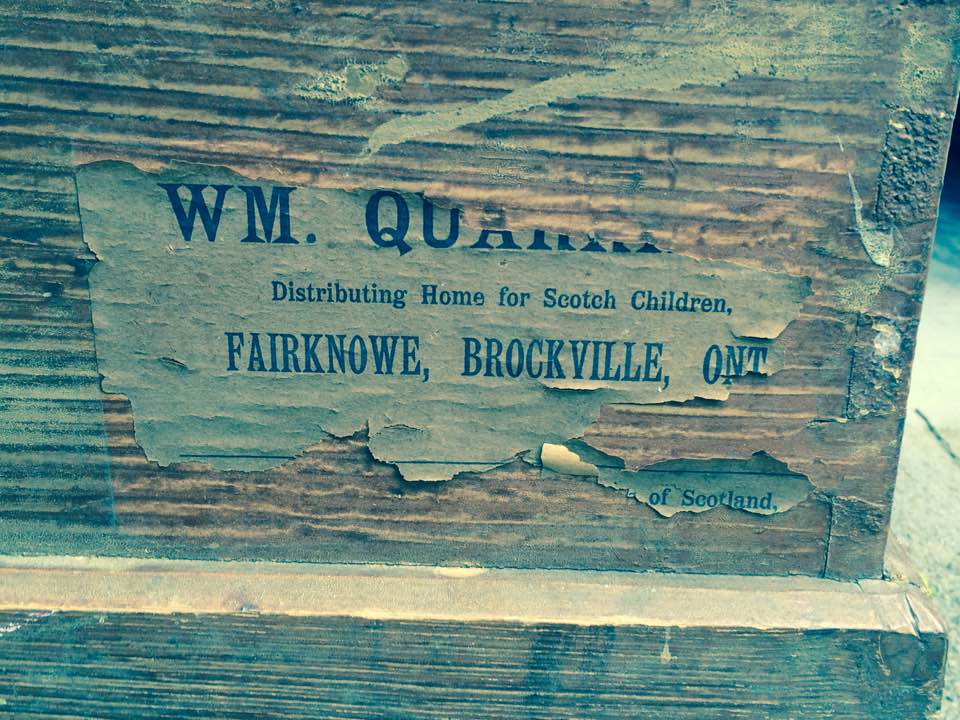 WM.
Distributing Home for Scotch Children,
FAIRKNOWE, BROCKVILLE, ONT
of Scotland,